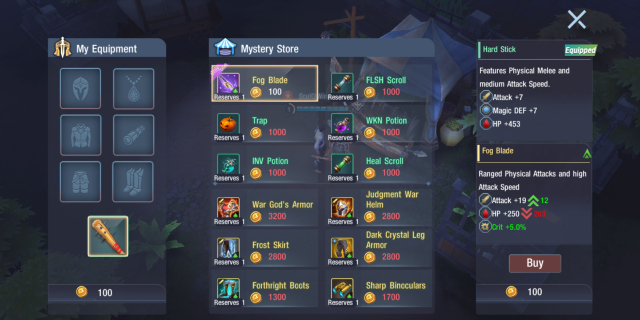 My Equipment
100
Mystery Store
Fog Blade
100
Reserves 1
FLSH Scroll
1000
Reserves 1
Trap
1000
Reserves 1
WKN Potion
1000
Reserves 1
INV Potion
1000
Reserves 1
Heal Scroll
1000
Reserves 1
War God's Armor
3200
Reserves 1
Judgment War
Helm
2800
Reserves 1
Frost Skirt
2800
Reserves 1
Dark Crystal Leg
Armor
2800
Reserves 1
Forthright Boots
1300
Reserves 1
Sharp Binoculars
1700
Reserves 1
Hard Stick
Equipped
Features Physical Melee and
medium Attack Speed.
Attack +7
Magic DEF +7
HP +453
Fog Blade
Ranged Physical Attacks and high
Attack Speed
Attack +19 12
HP +250 203
Crit +5.0%
Buy
100